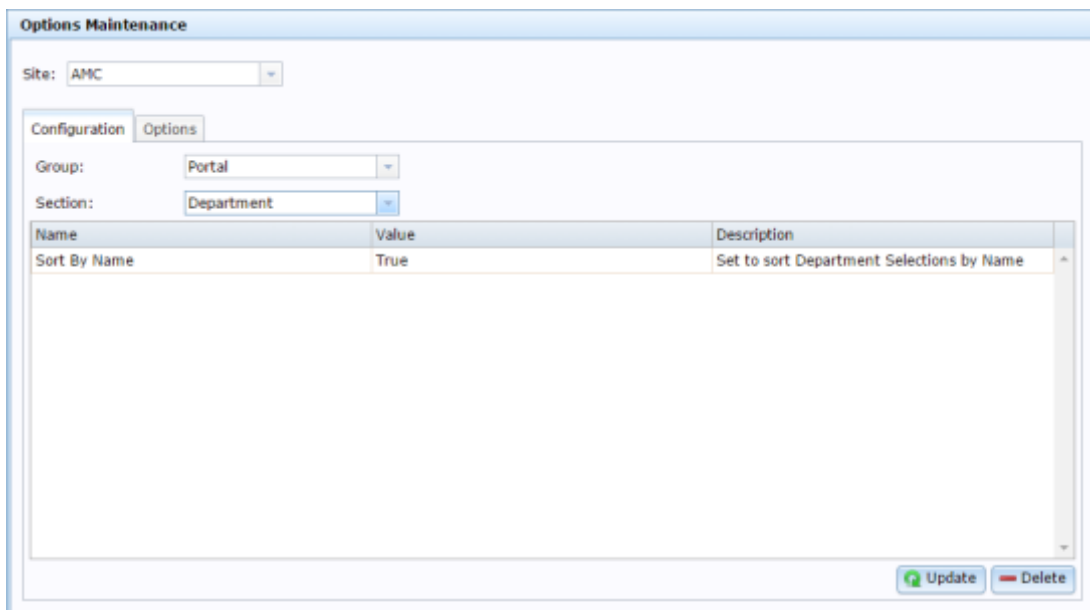 Options Maintenance
Site: AMC
Configuration Options
Group: Portal
Section: Department
Name Value Description
Sort By Name True Set to sort Department Selections by Name
Update Delete